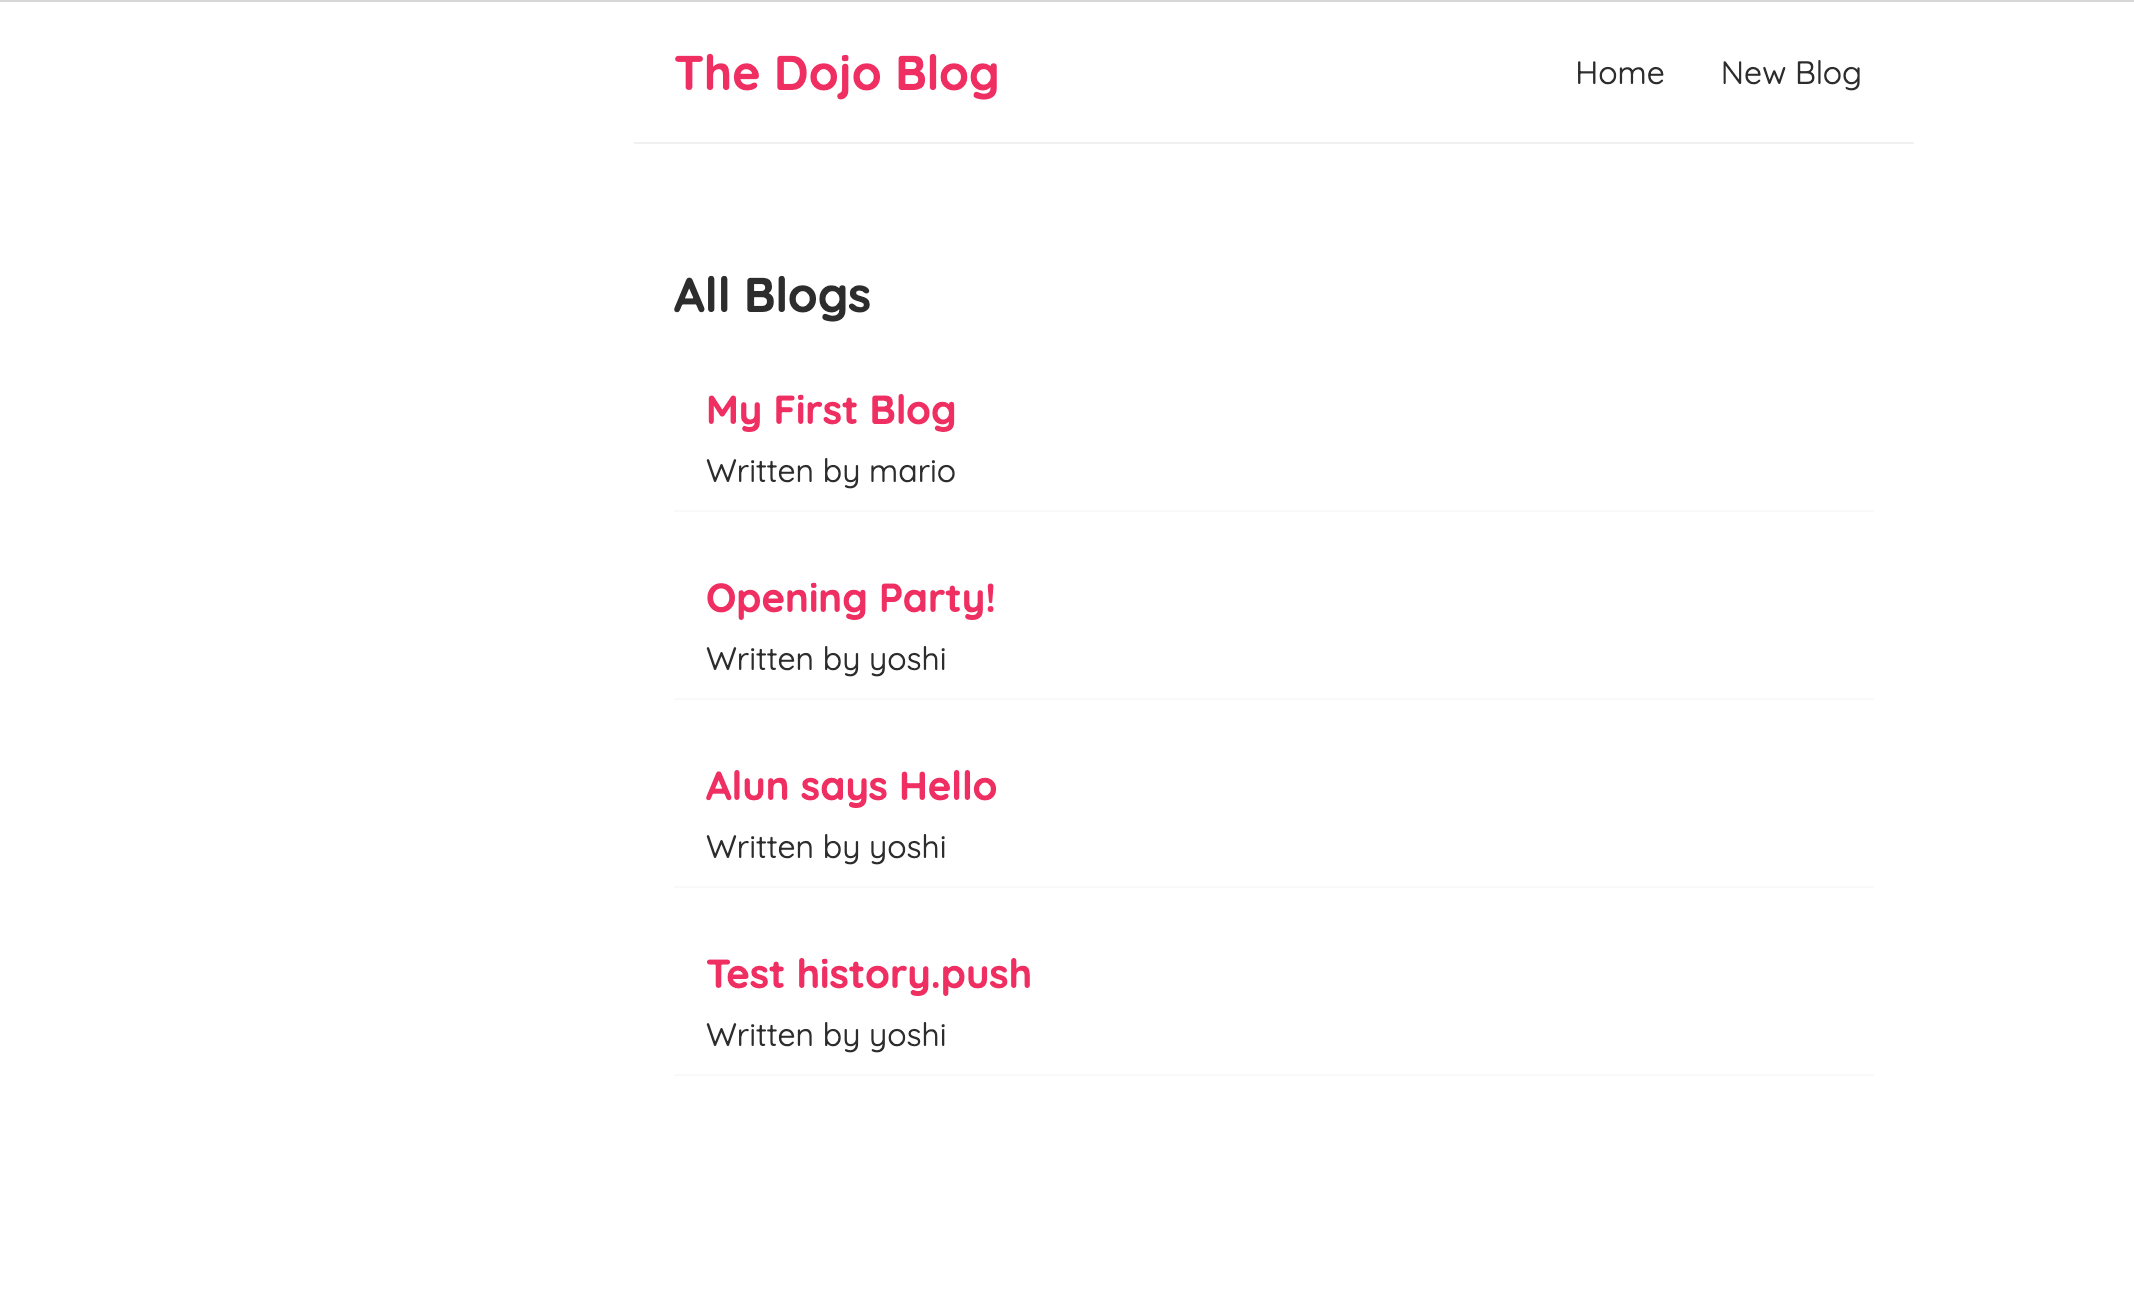 The Dojo Blog
Home
New Blog
All Blogs
My First Blog
Written by mario
Opening Party!
Written by yoshi
Alun says Hello
Written by yoshi
Test history.push
Written by yoshi